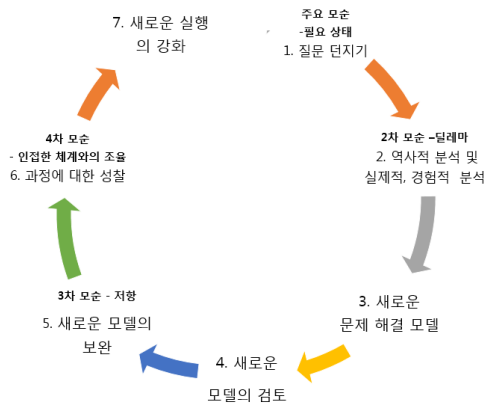 주요 모순
-필요 상태
1. 질문 던지기
2차 모순 –딜레마
2. 역사적 분석 및
실제적, 경험적 분석
3. 새로운
문제 해결 모델
4. 새로운
모델의 검토
3차 모순 - 저항
5. 새로운 모델의
보완
4차 모순
- 인접한 체계와의 조율
6. 과정에 대한 성찰
7. 새로운 실행
의 강화